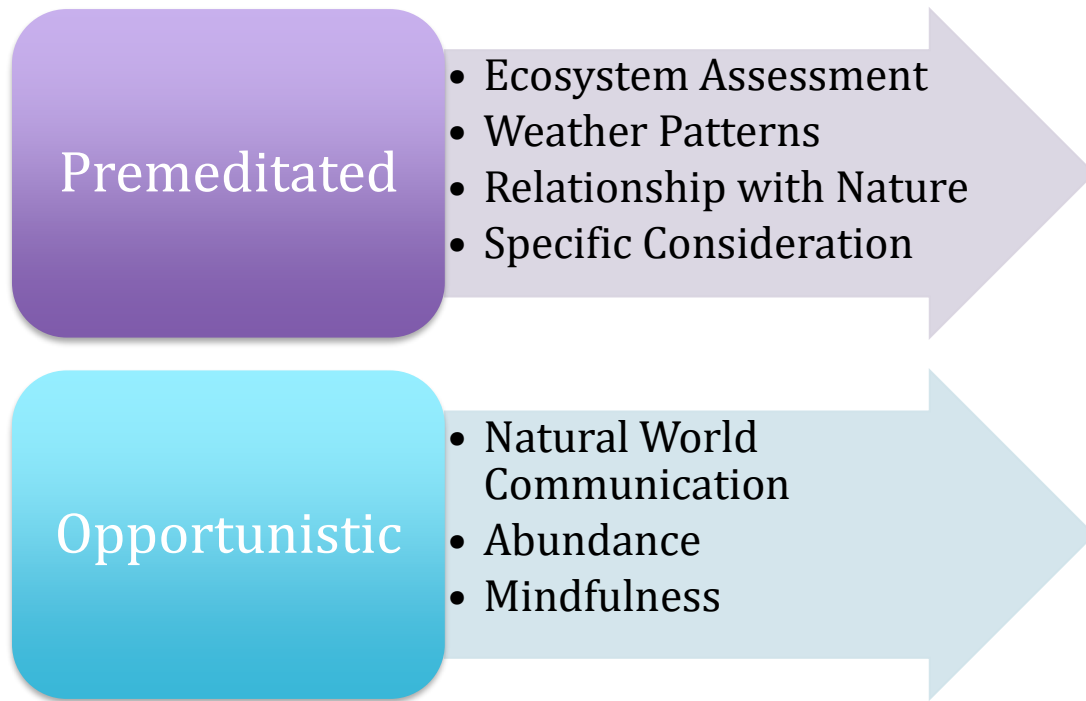 Premeditated
• Ecosystem Assessment
• Weather Patterns
• Relationship with Nature
• Specific Consideration
Opportunistic
• Natural World
Communication
• Abundance
• Mindfulness